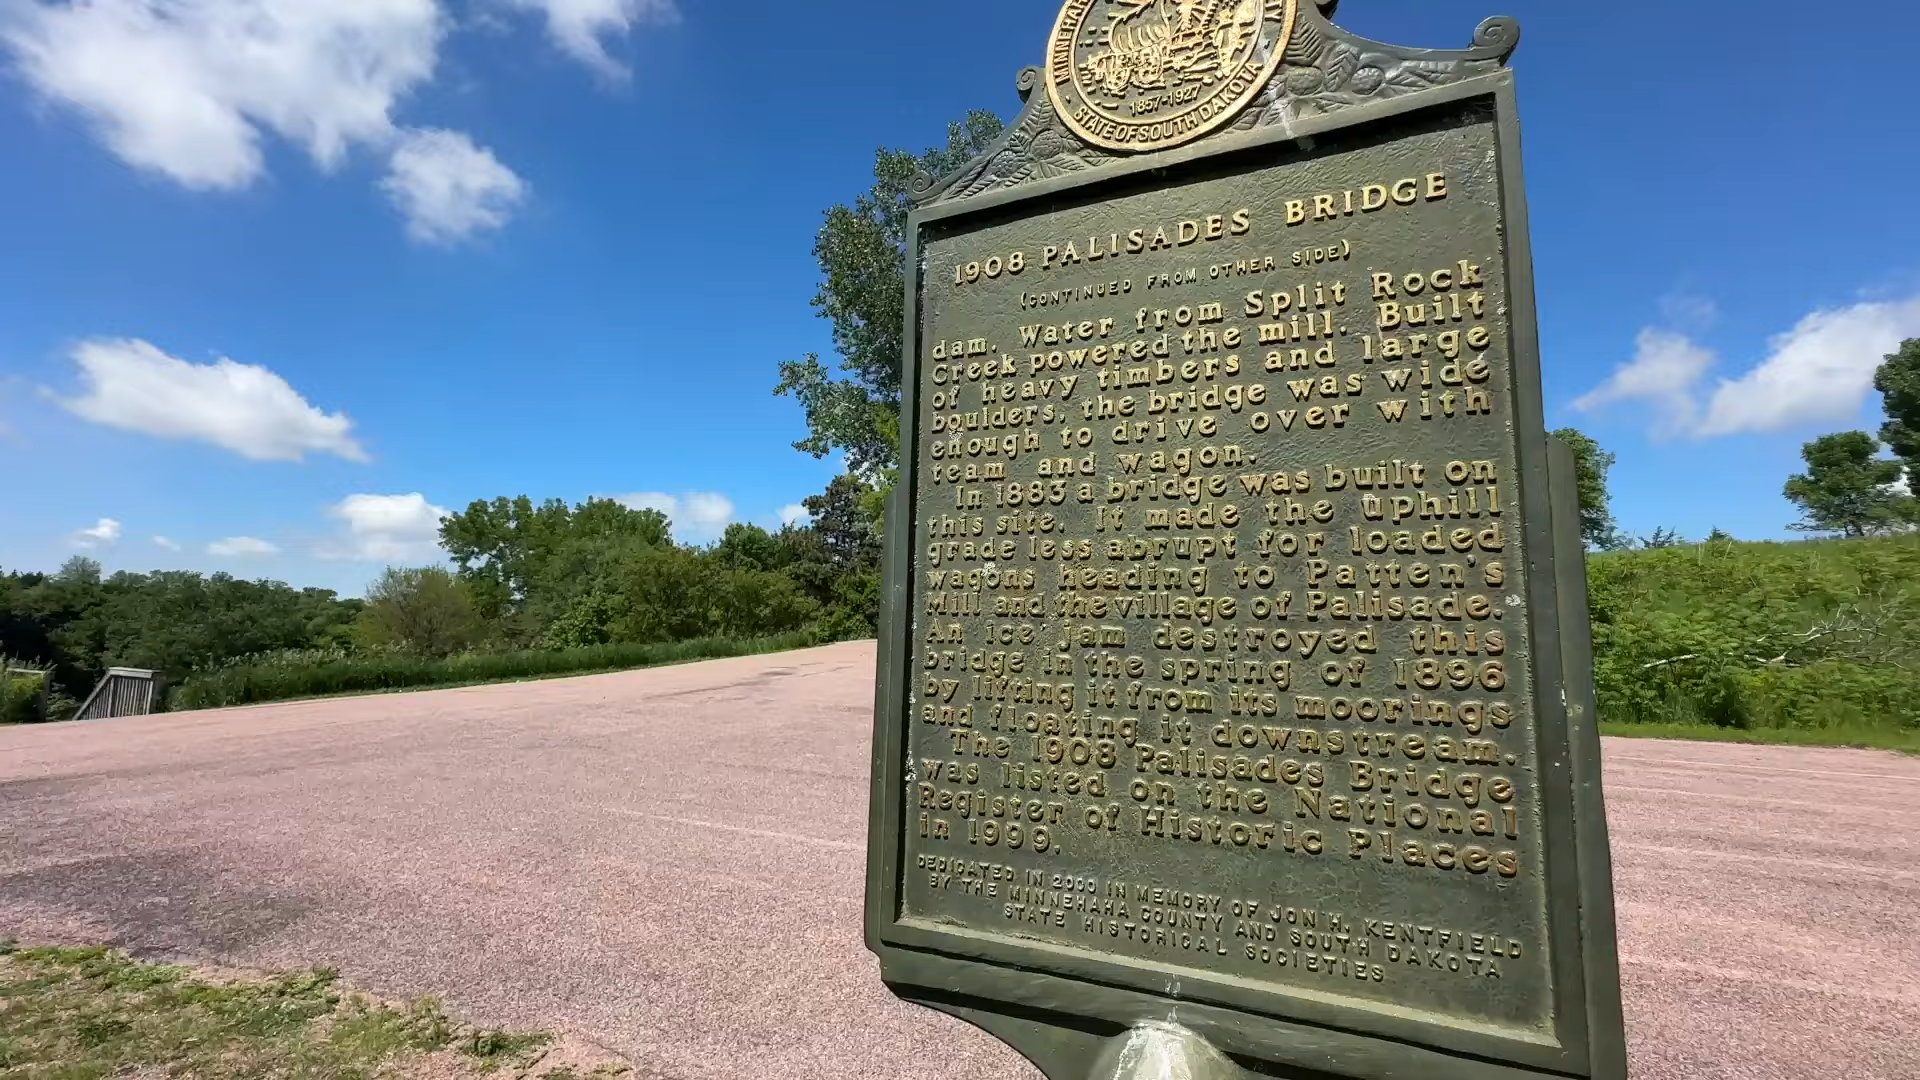 MINNEHA
TY
1857-1927
STATE OF SOUTH DAKOTA
1908 PALISADES BRIDGE
(CONTINUED FROM OTHER SIDE)
dam. Water from Split Rock
Creek powered the mill. Built
of heavy timbers and large
boulders, the bridge was wide
enough to drive over with
team and wagon.
In 1883 a bridge was built on
this site. It made the uphill
grade less abrupt for loaded
wagons heading to Patten's
Mill and the village of Palisade.
An ice jam destroyed this
bridge in the spring of 1896
by lifting it from its moorings
and floating it downstream.
The 1908 Palisades Bridge
was listed on the National
Register of Historic Places
in 1999.
DEDICATED IN 2000 IN MEMORY OF JON H. KENTFIELD
BY THE MINNEHAHA COUNTY AND SOUTH DAKOTA
STATE HISTORICAL SOCIETIES